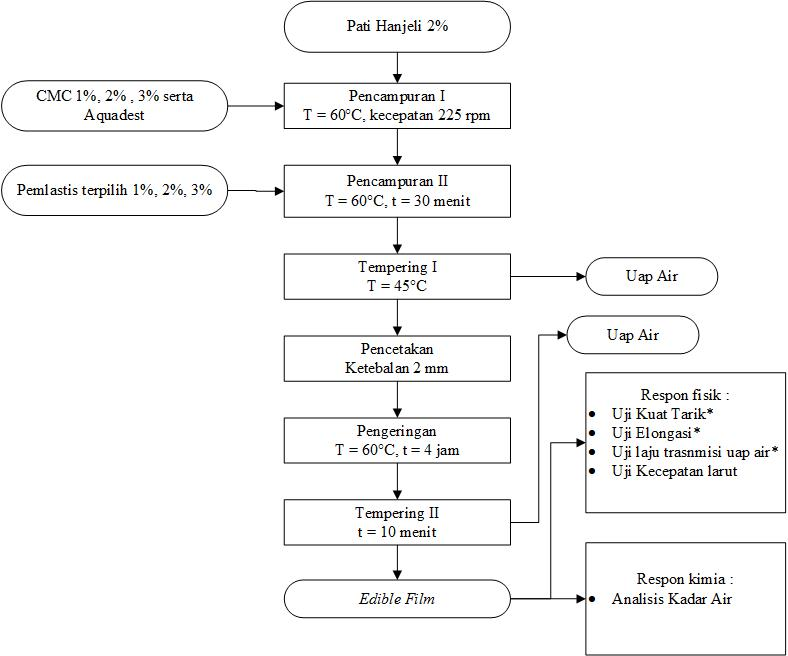 Pati Hanjeli 2%
CMC 1%, 2% , 3% serta
Aquadest
Pencampuran I
T = 60°C, kecepatan 225 rpm
Pemlastis terpilih 1%, 2%, 3%
Pencampuran II
T = 60°C, t = 30 menit
Tempering I
T = 45°C
Uap Air
Uap Air
Pencetakan
Ketebalan 2 mm
Pengeringan
T = 60°C, t = 4 jam
Tempering II
t = 10 menit
Edible Film
Respon fisik :
• Uji Kuat Tarik*
• Uji Elongasi*
• Uji laju trasnmisi uap air*
• Uji Kecepatan larut
Respon kimia :
• Analisis Kadar Air